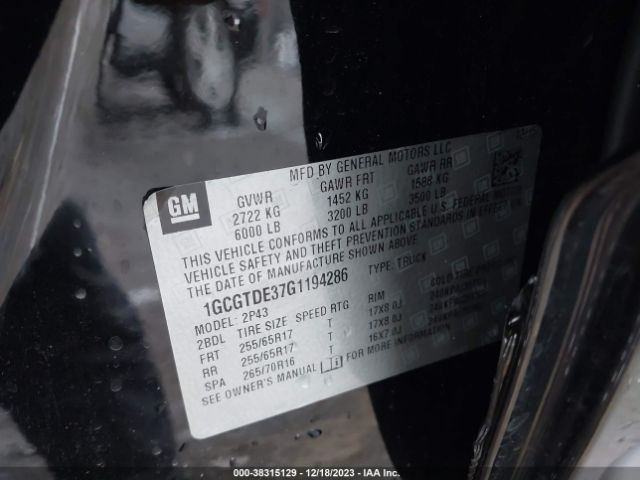 MFD BY GENERAL MOTORS LLC
GM
GVWR GAWR FRT GAWR RR
2722 KG 1452 KG 1588 KG
6000 LB 3200 LB 3500 LB
THIS VEHICLE CONFORMS TO ALL APPLICABLE U.S. FEDERAL
VEHICLE SAFETY AND THEFT PREVENTION STANDARDS IN EFFECT
THE DATE OF MANUFACTURE SHOWN ABOVE.
1GCGTDE37G1194286 TYPE: TRUCK
MODEL: 2P43
2BDL TIRE SIZE SPEED RTG RIM COLD TIRE
FRT 255/65R17 T 17X8.0J
RR 255/65R17 T 17X8.0J
SPA 265/70R16 T 16X7.0J
SEE OWNER'S MANUAL FOR MORE INFORMATION.
000-38315129 - 12/18/2023 - IAA Inc.